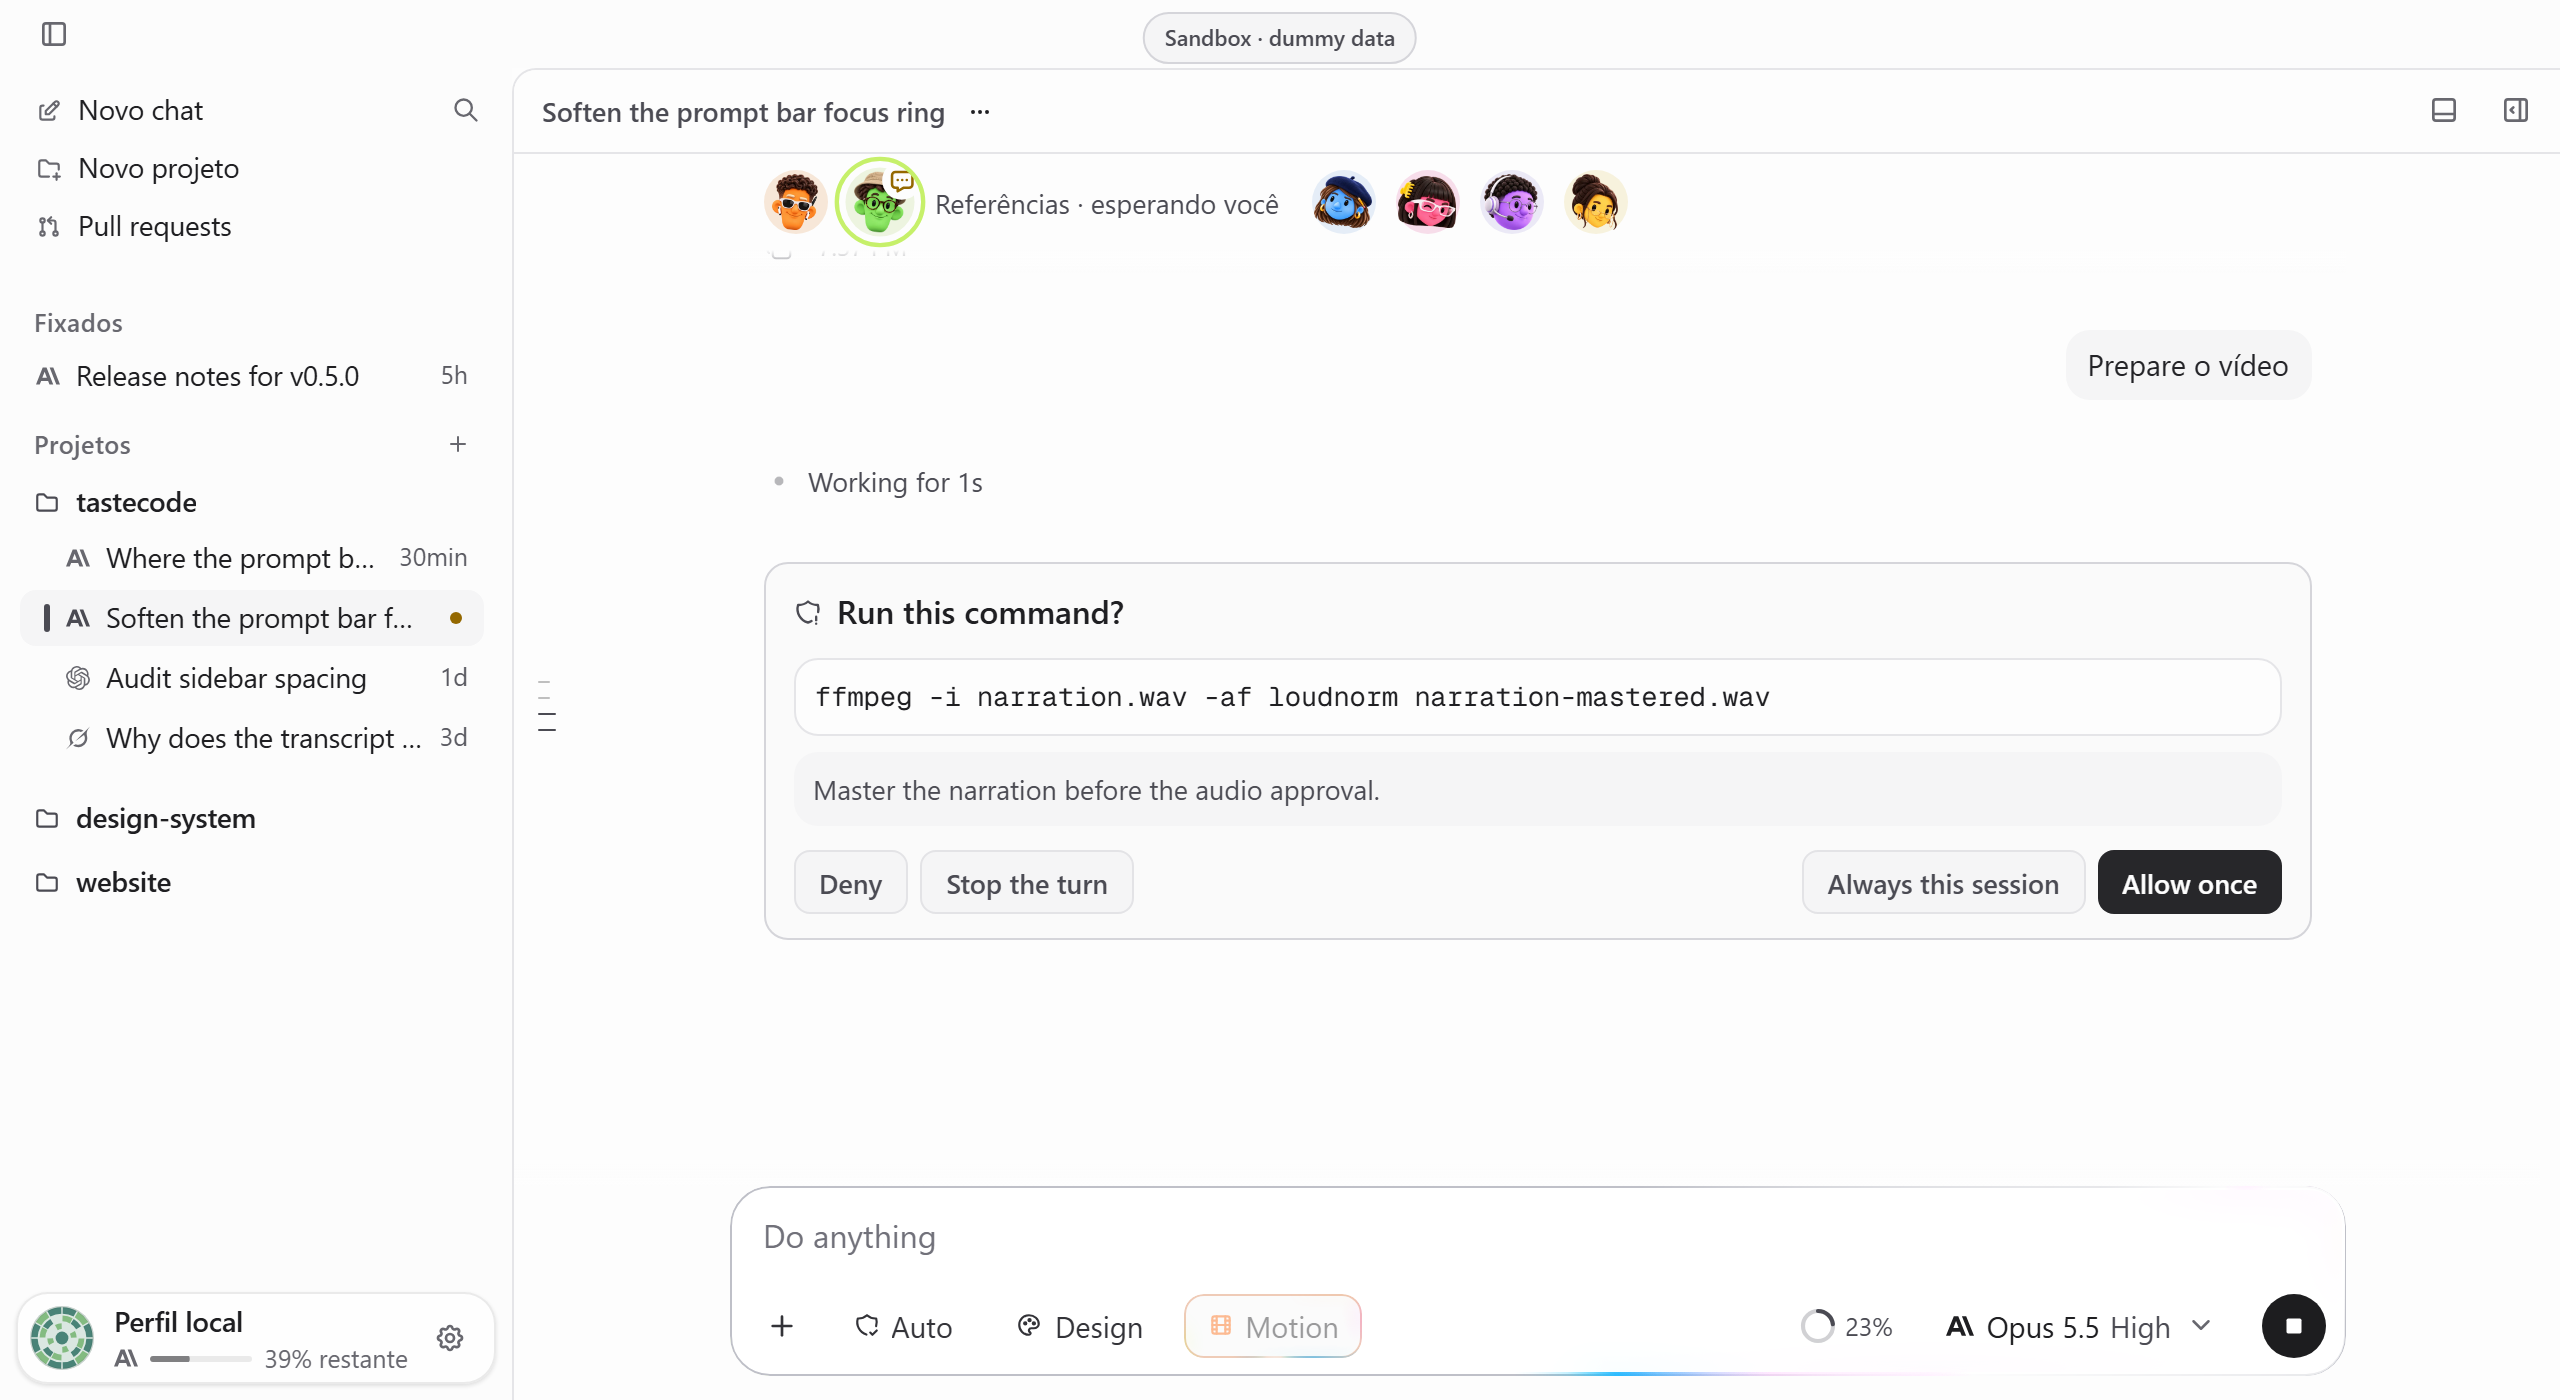 Sandbox · dummy data
Novo chat
Novo projeto
Pull requests
Fixados
Release notes for v0.5.0 5h
Projetos
tastecode
Where the prompt b... 30min
Soften the prompt bar f...
Audit sidebar spacing 1d
Why does the transcript ... 3d
design-system
website
Perfil local
39% restante
Soften the prompt bar focus ring
Referências · esperando você
Prepare o vídeo
Working for 1s
Run this command?
ffmpeg -i narration.wav -af loudnorm narration-mastered.wav
Master the narration before the audio approval.
Deny Stop the turn Always this session Allow once
Do anything
Auto Design Motion 23% Opus 5.5 High